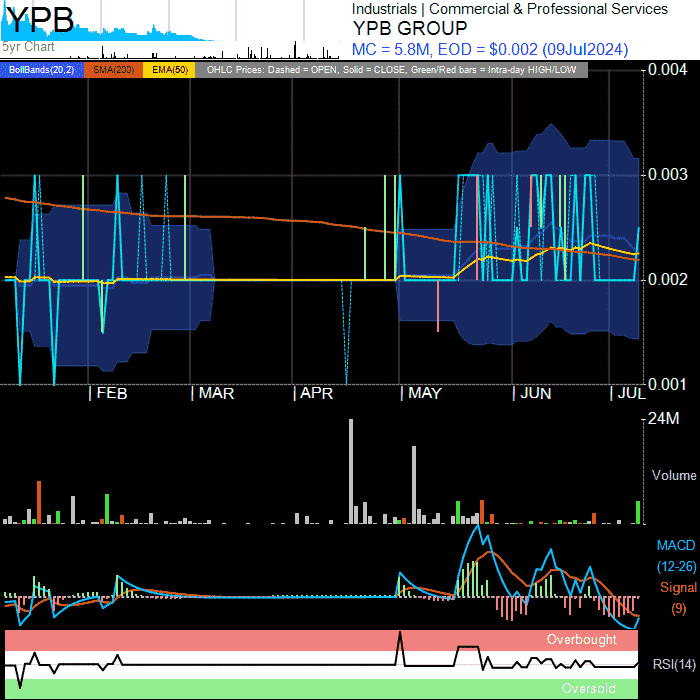 YPB
Industrials | Commercial & Professional Services
YPB GROUP
5yr Chart
MC = 5.8M, EOD = $0.002 (09Jul2024)
BollBands(20,2) SMA(200) EMA(50) OHLC Prices: Dashed = OPEN, Solid = CLOSE, Green/Red bars = Intra-day HIGH/LOW
0.004
0.003
0.002
0.001
| FEB | MAR | APR | MAY | JUN | JUL
24M
Volume
MACD
(12-26)
Signal
(9)
Overbought
RSI(14)
Oversold